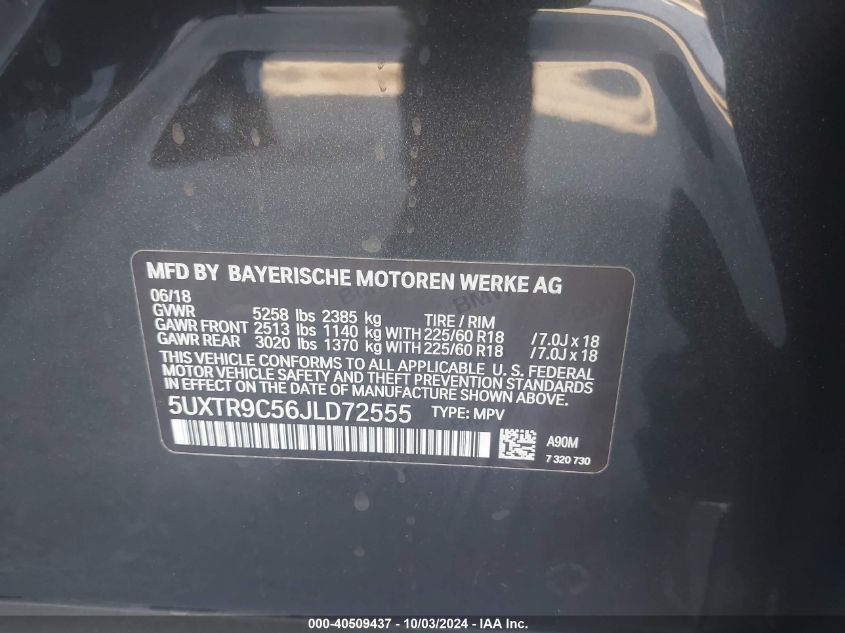 MFD BY BAYERISCHE MOTOREN WERKE AG
06/18
GVWR 5258 lbs 2385 kg TIRE / RIM
GAWR FRONT 2513 lbs 1140 kg WITH 225/60 R18 /7.0J x 18
GAWR REAR 3020 lbs 1370 kg WITH 225/60 R18 /7.0J x 18
THIS VEHICLE CONFORMS TO ALL APPLICABLE U. S. FEDERAL
MOTOR VEHICLE SAFETY AND THEFT PREVENTION STANDARDS
IN EFFECT ON THE DATE OF MANUFACTURE SHOWN ABOVE.
5UXTR9C56JLD72555 TYPE: MPV
A90M
7 320 730
000-40509437 - 10/03/2024 - IAA Inc.